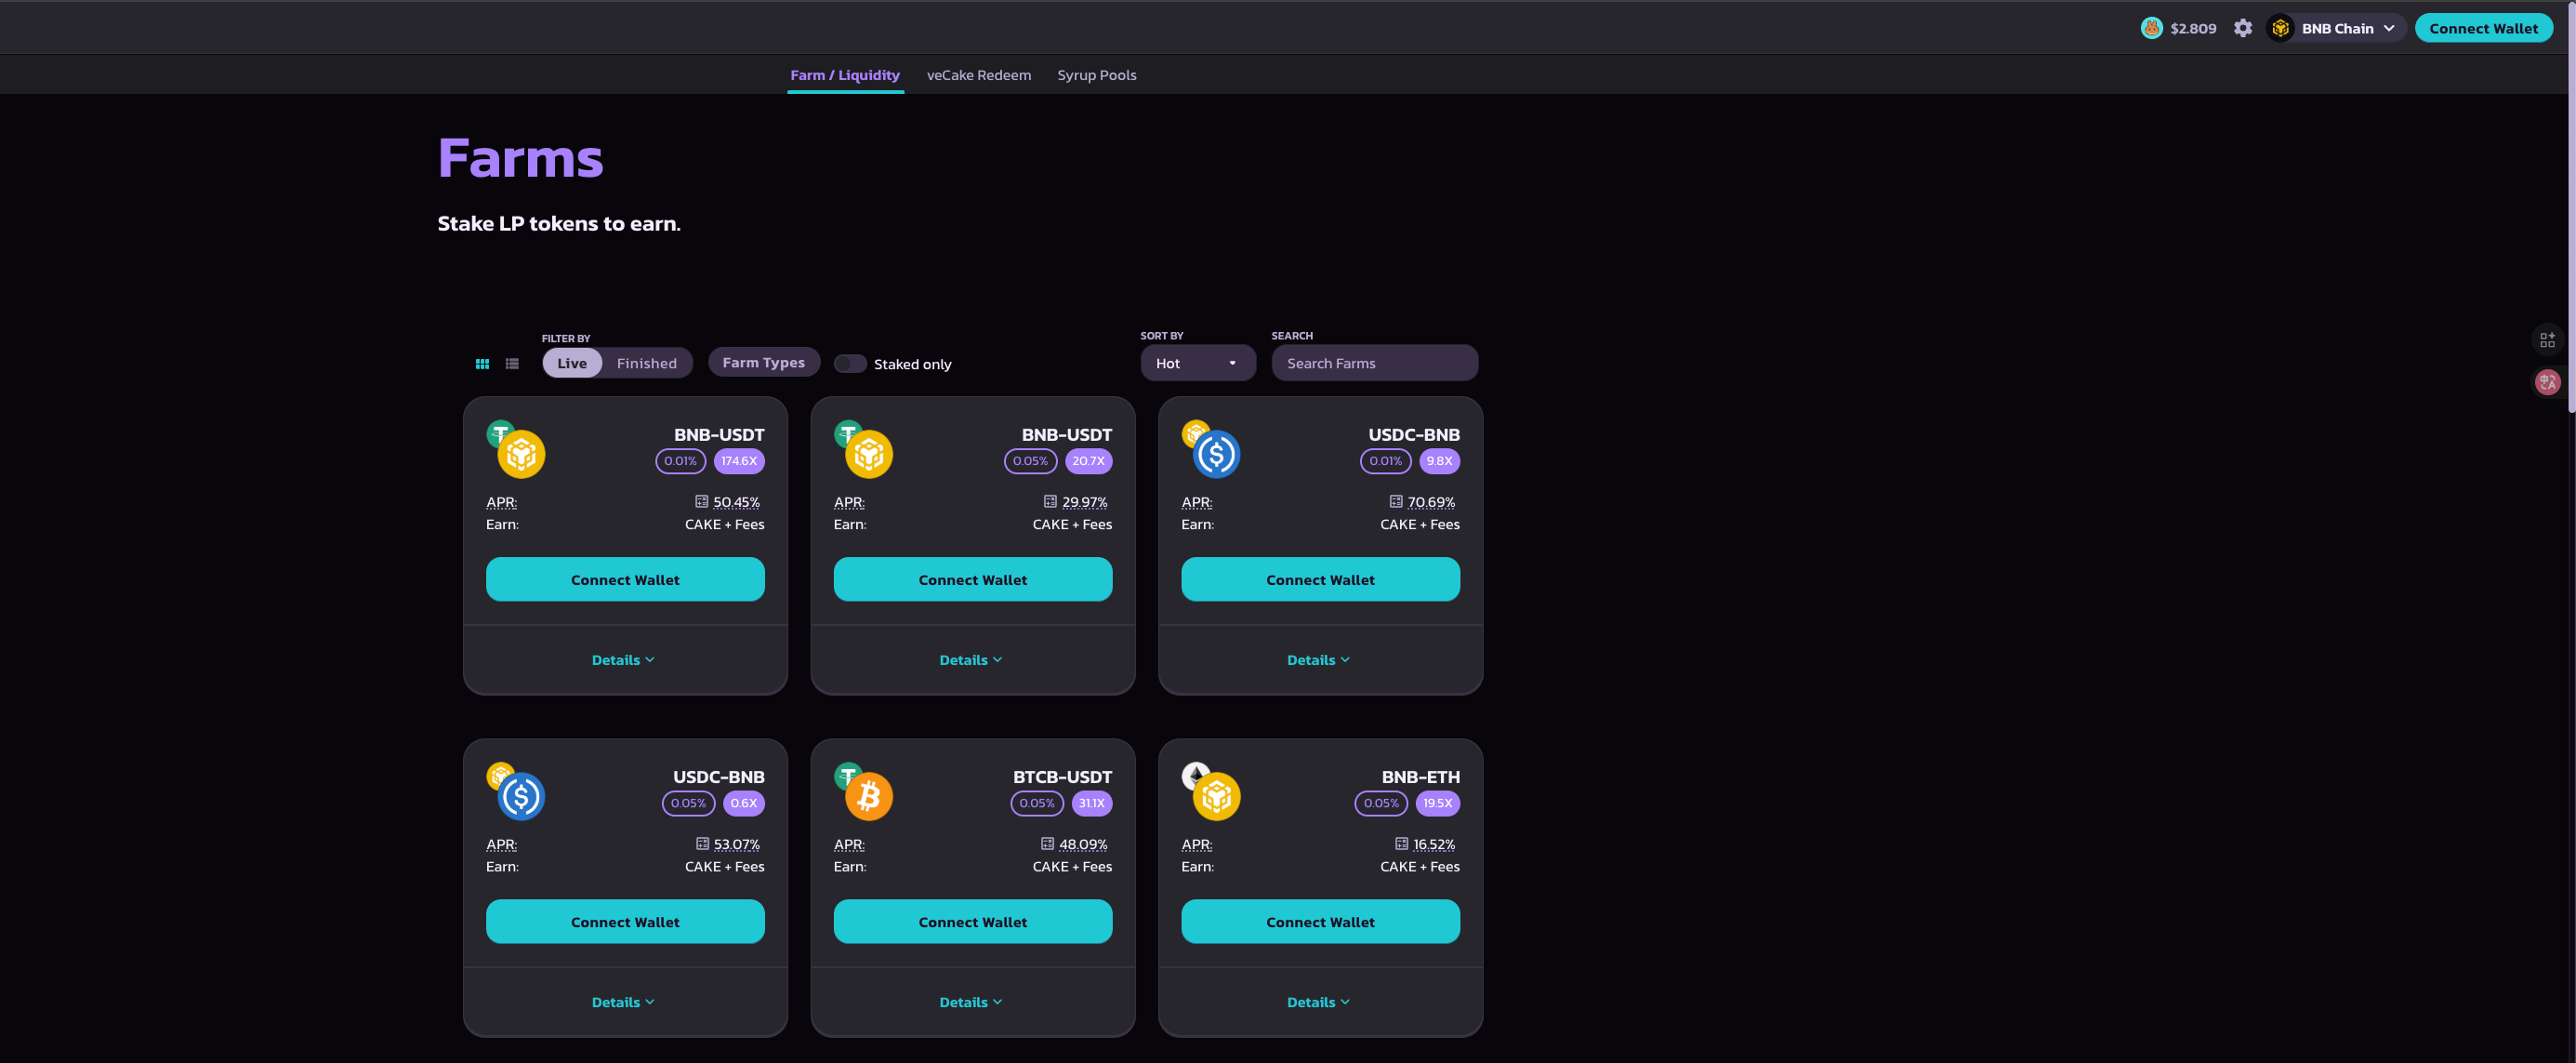 $2.809 BNB Chain Connect Wallet
Farm / Liquidity veCake Redeem Syrup Pools
Farms
Stake LP tokens to earn.
FILTER BY
Live Finished Farm Types Staked only
SORT BY
Hot
SEARCH
Search Farms
BNB-USDT
0.01% 174.6X
APR: 50.45%
Earn: CAKE + Fees
Connect Wallet
Details
BNB-USDT
0.05% 20.7X
APR: 29.97%
Earn: CAKE + Fees
Connect Wallet
Details
USDC-BNB
0.01% 9.8X
APR: 70.69%
Earn: CAKE + Fees
Connect Wallet
Details
USDC-BNB
0.05% 0.6X
APR: 53.07%
Earn: CAKE + Fees
Connect Wallet
Details
BTCB-USDT
0.05% 31.1X
APR: 48.09%
Earn: CAKE + Fees
Connect Wallet
Details
BNB-ETH
0.05% 19.5X
APR: 16.52%
Earn: CAKE + Fees
Connect Wallet
Details